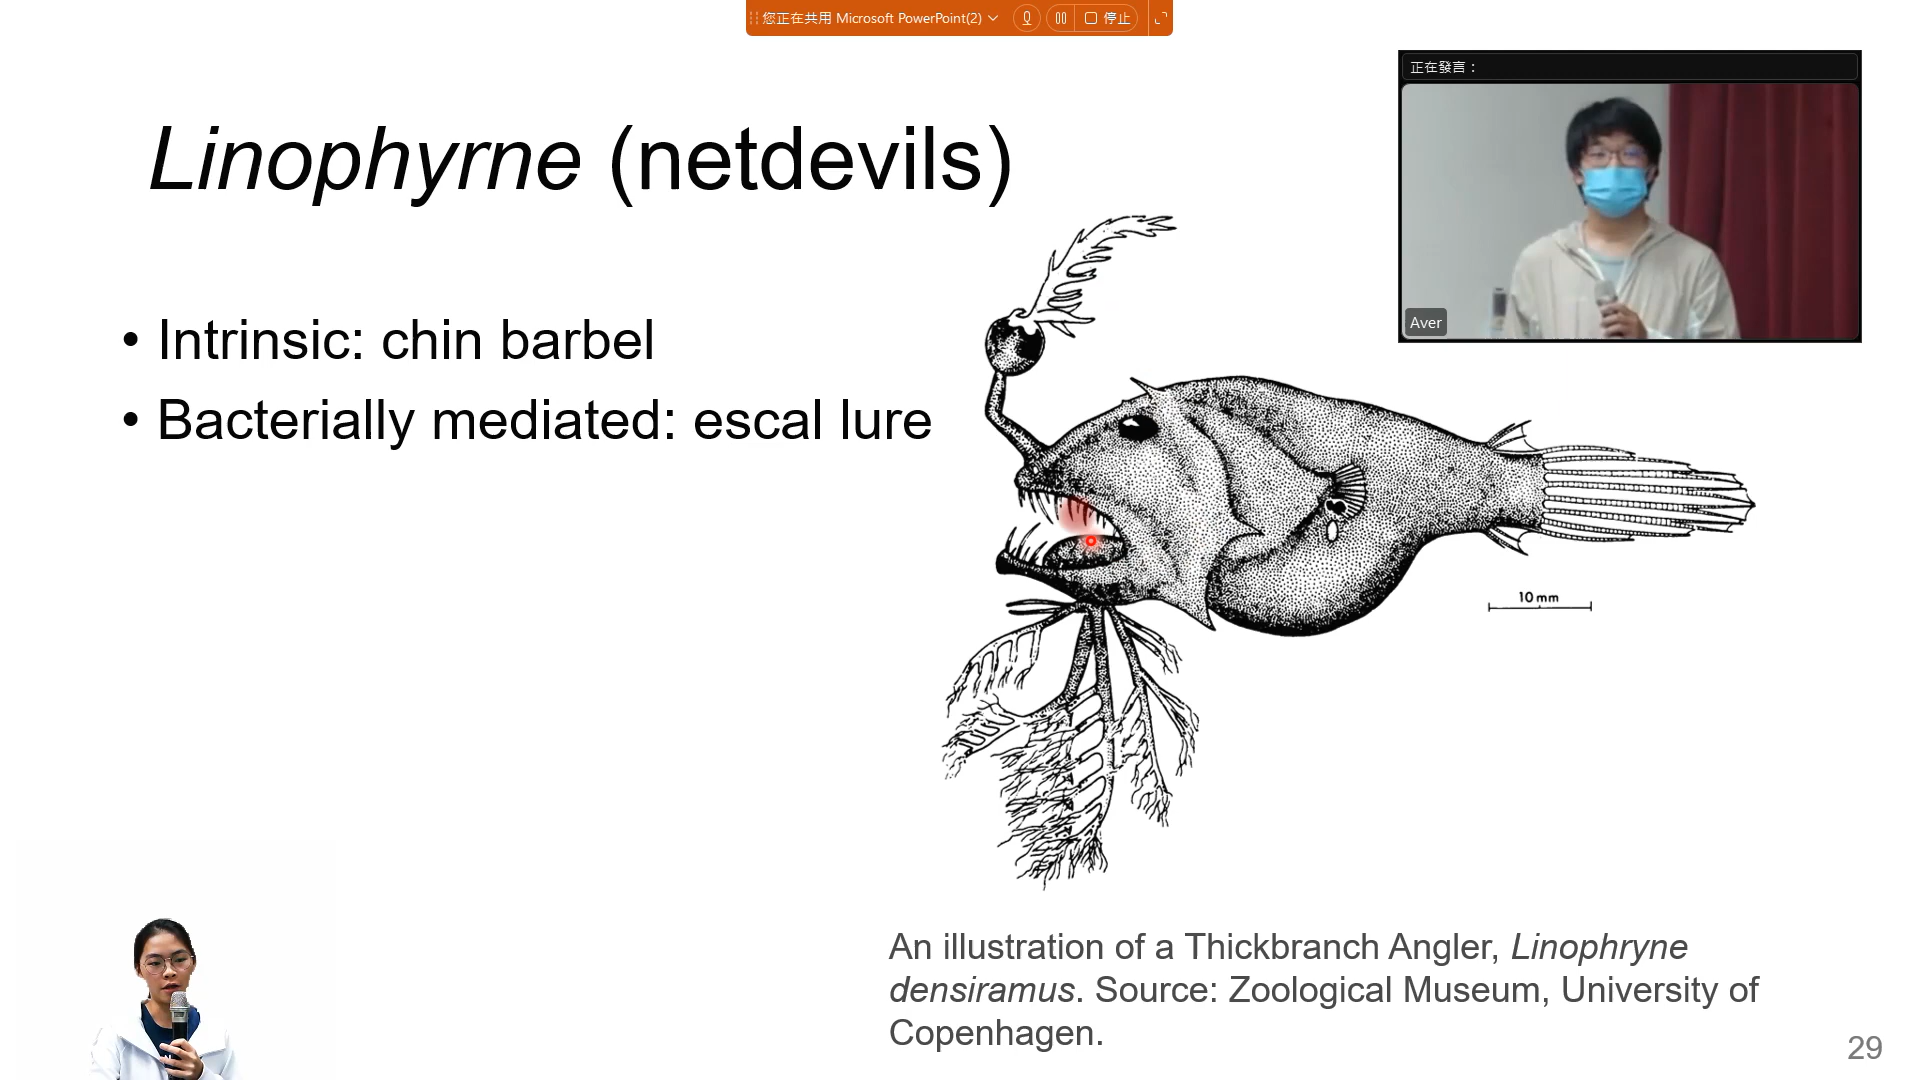 您正在共用 Microsoft PowerPoint(2)
停止
正在發言：
Linophyrne (netdevils)
Aver
• Intrinsic: chin barbel
• Bacterially mediated: escal lure
10 mm
An illustration of a Thickbranch Angler, Linophryne
densiramus. Source: Zoological Museum, University of
Copenhagen.
29